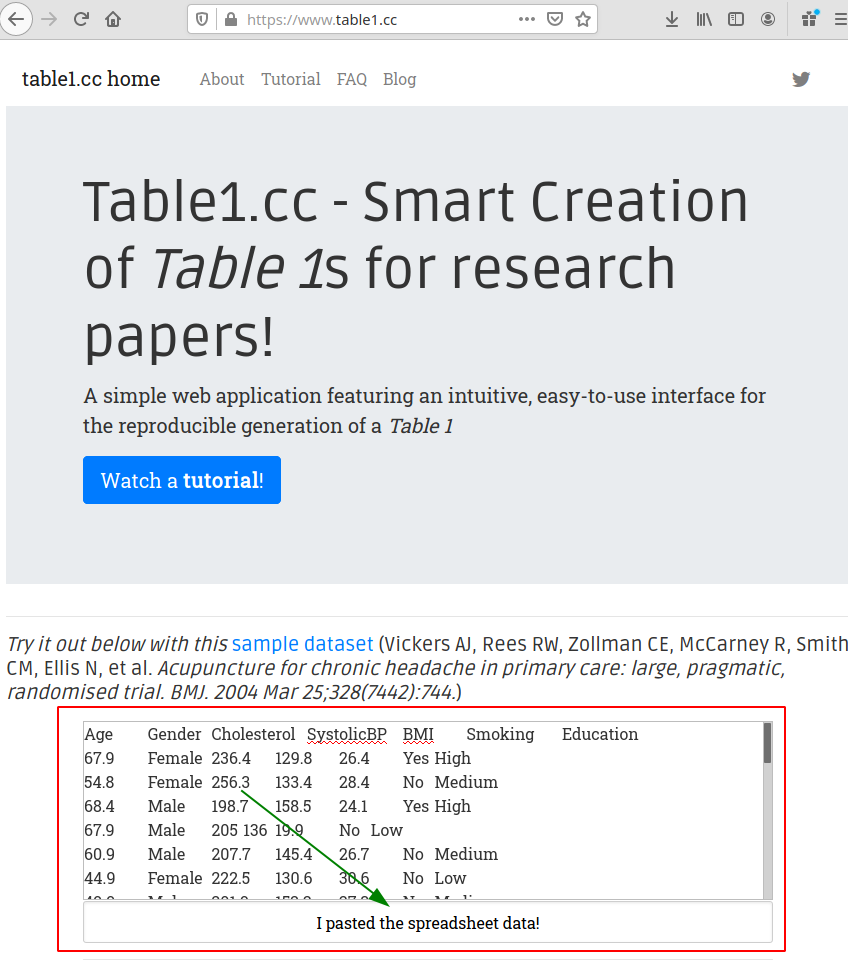 https://www.table1.cc
table1.cc home About Tutorial FAQ Blog
Table1.cc - Smart Creation
of Table 1s for research
papers!
A simple web application featuring an intuitive, easy-to-use interface for
the reproducible generation of a Table 1
Watch a tutorial!
Try it out below with this sample dataset (Vickers AJ, Rees RW, Zollman CE, McCarney R, Smith
CM, Ellis N, et al. Acupuncture for chronic headache in primary care: large, pragmatic,
randomised trial. BMJ. 2004 Mar 25;328(7442):744.)
Age Gender Cholesterol SystolicBP BMI Smoking Education
67.9 Female 236.4 129.8 26.4 Yes High
54.8 Female 256.3 133.4 28.4 No Medium
68.4 Male 198.7 158.5 24.1 Yes High
67.9 Male 205 136 19.9 No Low
60.9 Male 207.7 145.4 26.7 No Medium
44.9 Female 222.5 130.6 30.6 No Low
I pasted the spreadsheet data!